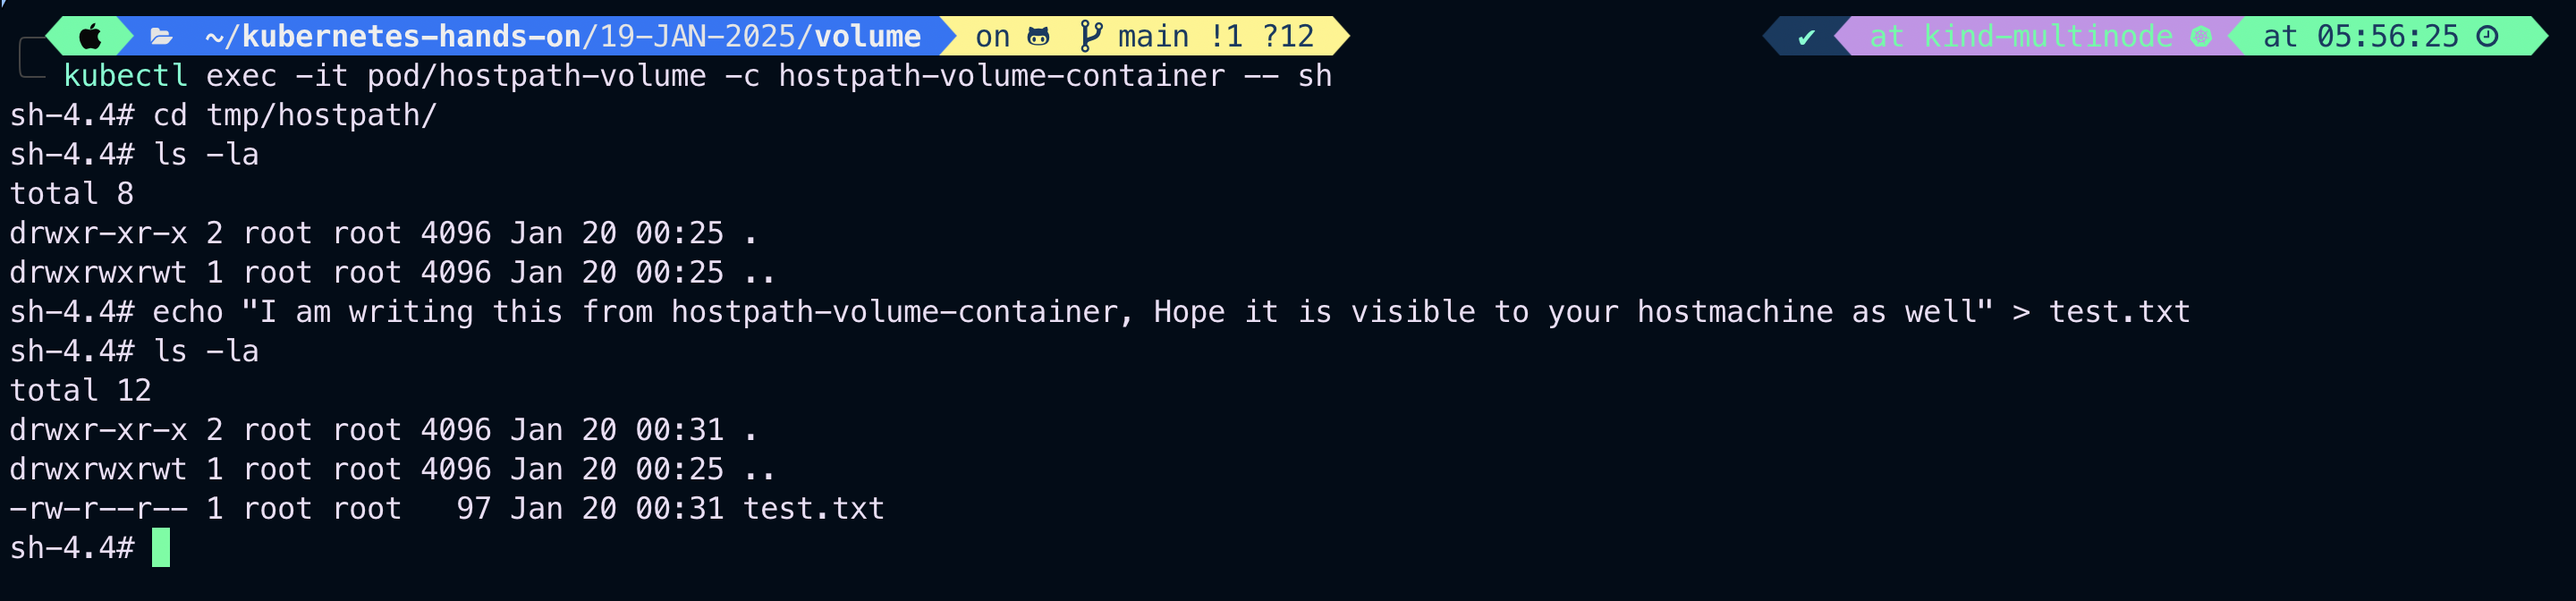 ~/kubernetes-hands-on/19-JAN-2025/volume on main !1 ?12 ✔ at kind-multinode at 05:56:25
kubectl exec -it pod/hostpath-volume -c hostpath-volume-container -- sh
sh-4.4# cd tmp/hostpath/
sh-4.4# ls -la
total 8
drwxr-xr-x 2 root root 4096 Jan 20 00:25 .
drwxrwxrwt 1 root root 4096 Jan 20 00:25 ..
sh-4.4# echo "I am writing this from hostpath-volume-container, Hope it is visible to your hostmachine as well" > test.txt
sh-4.4# ls -la
total 12
drwxr-xr-x 2 root root 4096 Jan 20 00:31 .
drwxrwxrwt 1 root root 4096 Jan 20 00:25 ..
-rw-r--r-- 1 root root   97 Jan 20 00:31 test.txt
sh-4.4#